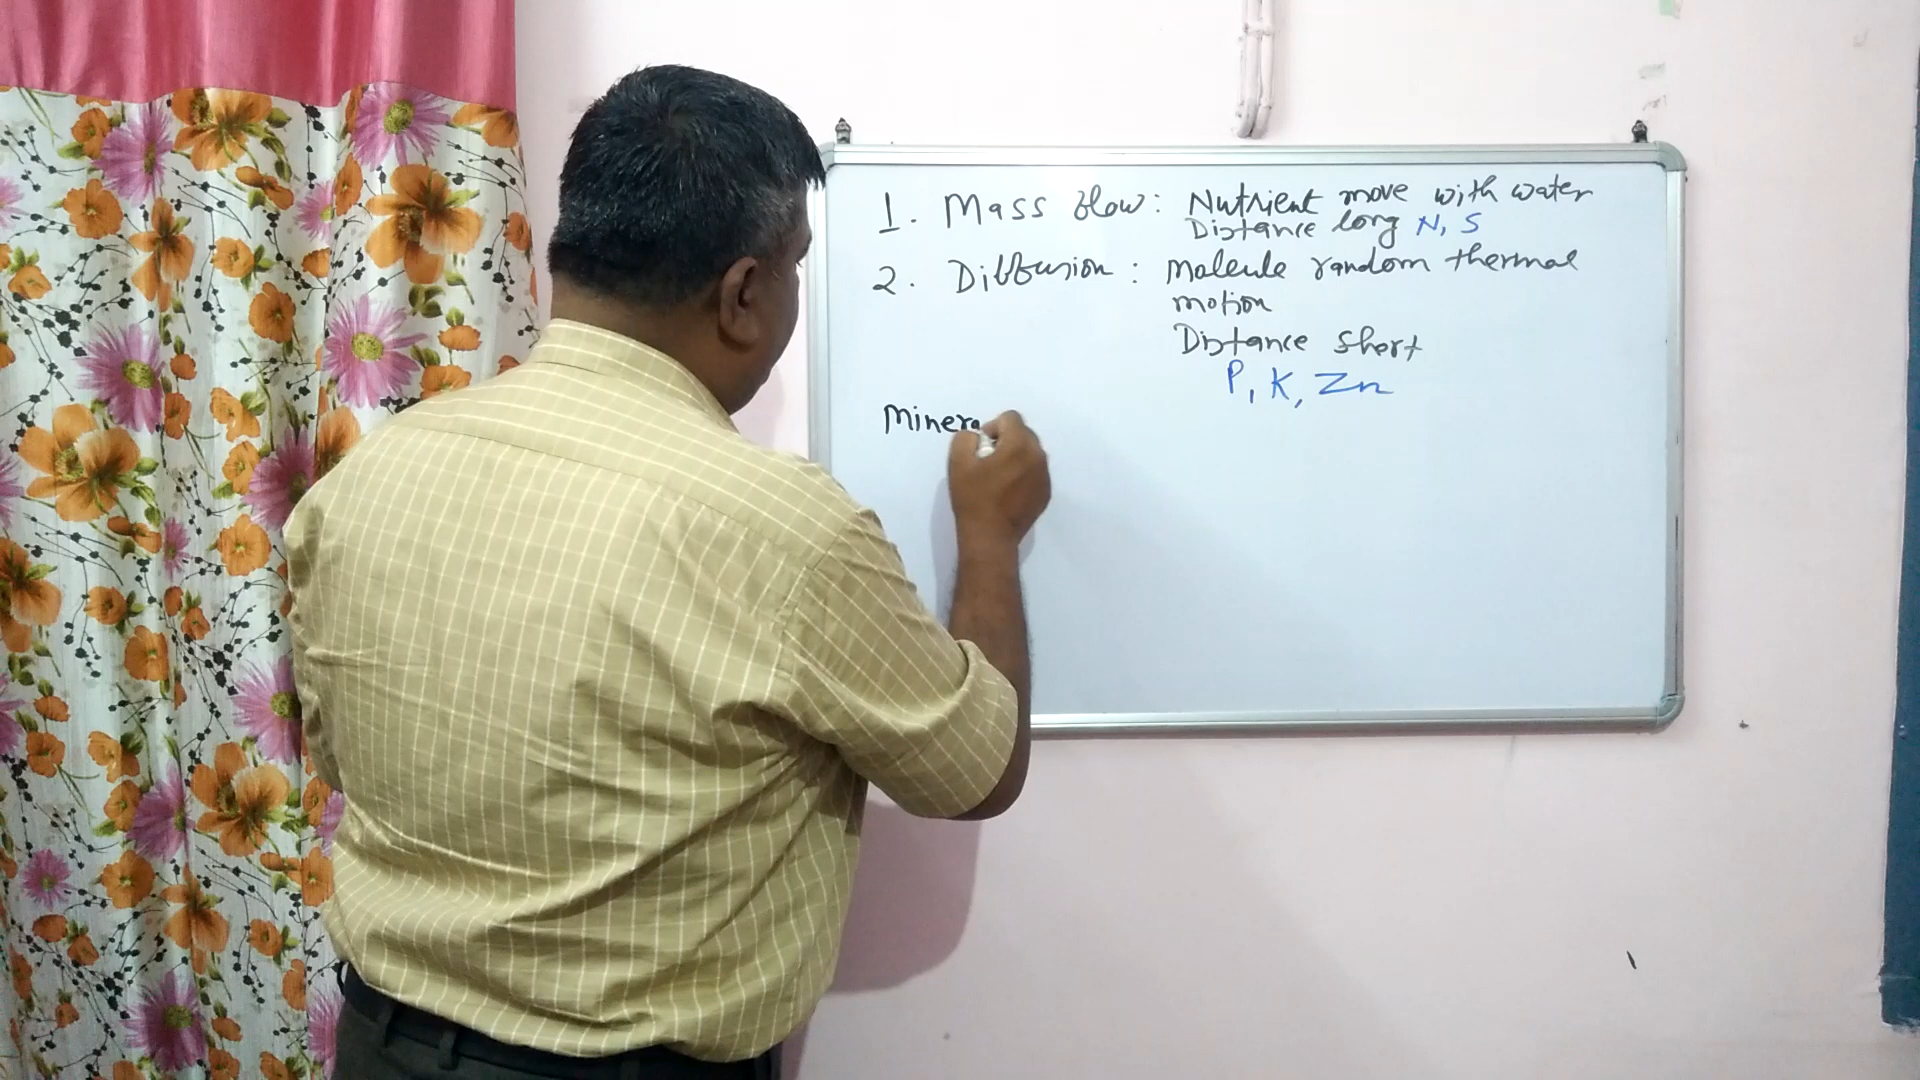 1. Mass flow: Nutrient move with water
Distance long N, S
2. Diffusion : Molecule random thermal
motion
Distance short
P, K, Zn
Minera